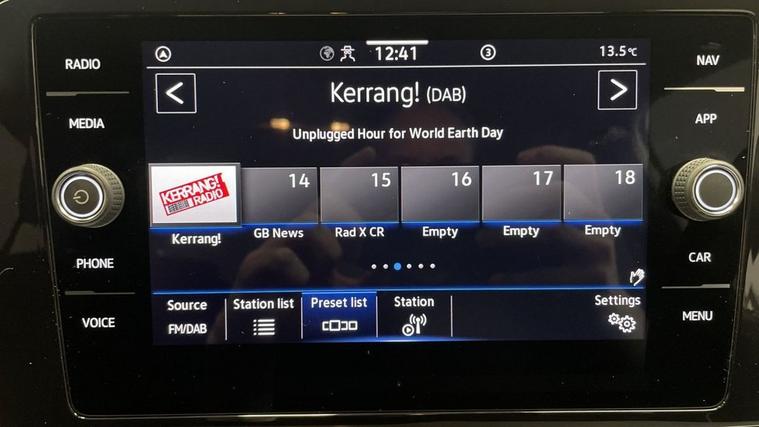 RADIO
MEDIA
PHONE
VOICE
12:41
3
13.5°C
Kerrang! (DAB)
Unplugged Hour for World Earth Day
KERRANG! RADIO
14
15
16
17
18
Kerrang!
GB News
Rad X CR
Empty
Empty
Empty
Source
FM/DAB
Station list
Preset list
Station
Settings
NAV
APP
CAR
MENU